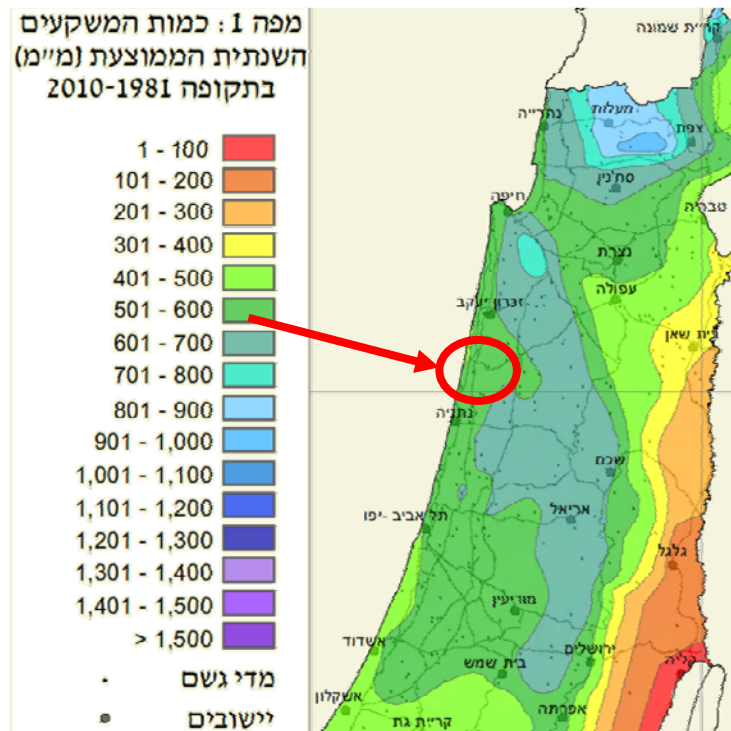 מפה 1 : כמות המשקעים
השנתית הממוצעת (מ״מ)
בתקופה 2010-1981
1 - 100
101 - 200
201 - 300
301 - 400
401 - 500
501 - 600
601 - 700
701 - 800
801 - 900
901 - 1,000
1,001 - 1,100
1,101 - 1,200
1,201 - 1,300
1,301 - 1,400
1,401 - 1,500
> 1,500
מדי גשם
יישובים
קריית שמונה
מעלות
נהרייה
צפת
סח'נין
חיפה
טבריה
נצרת
עפולה
זכרון יעקב
בית שאן
נתניה
שכם
אריאל
תל אביב -יפו
גלגל
מודיעין
אשדוד
ירושלים
בית שמש
קליה
אשקלון
אפרתה
קריית גת